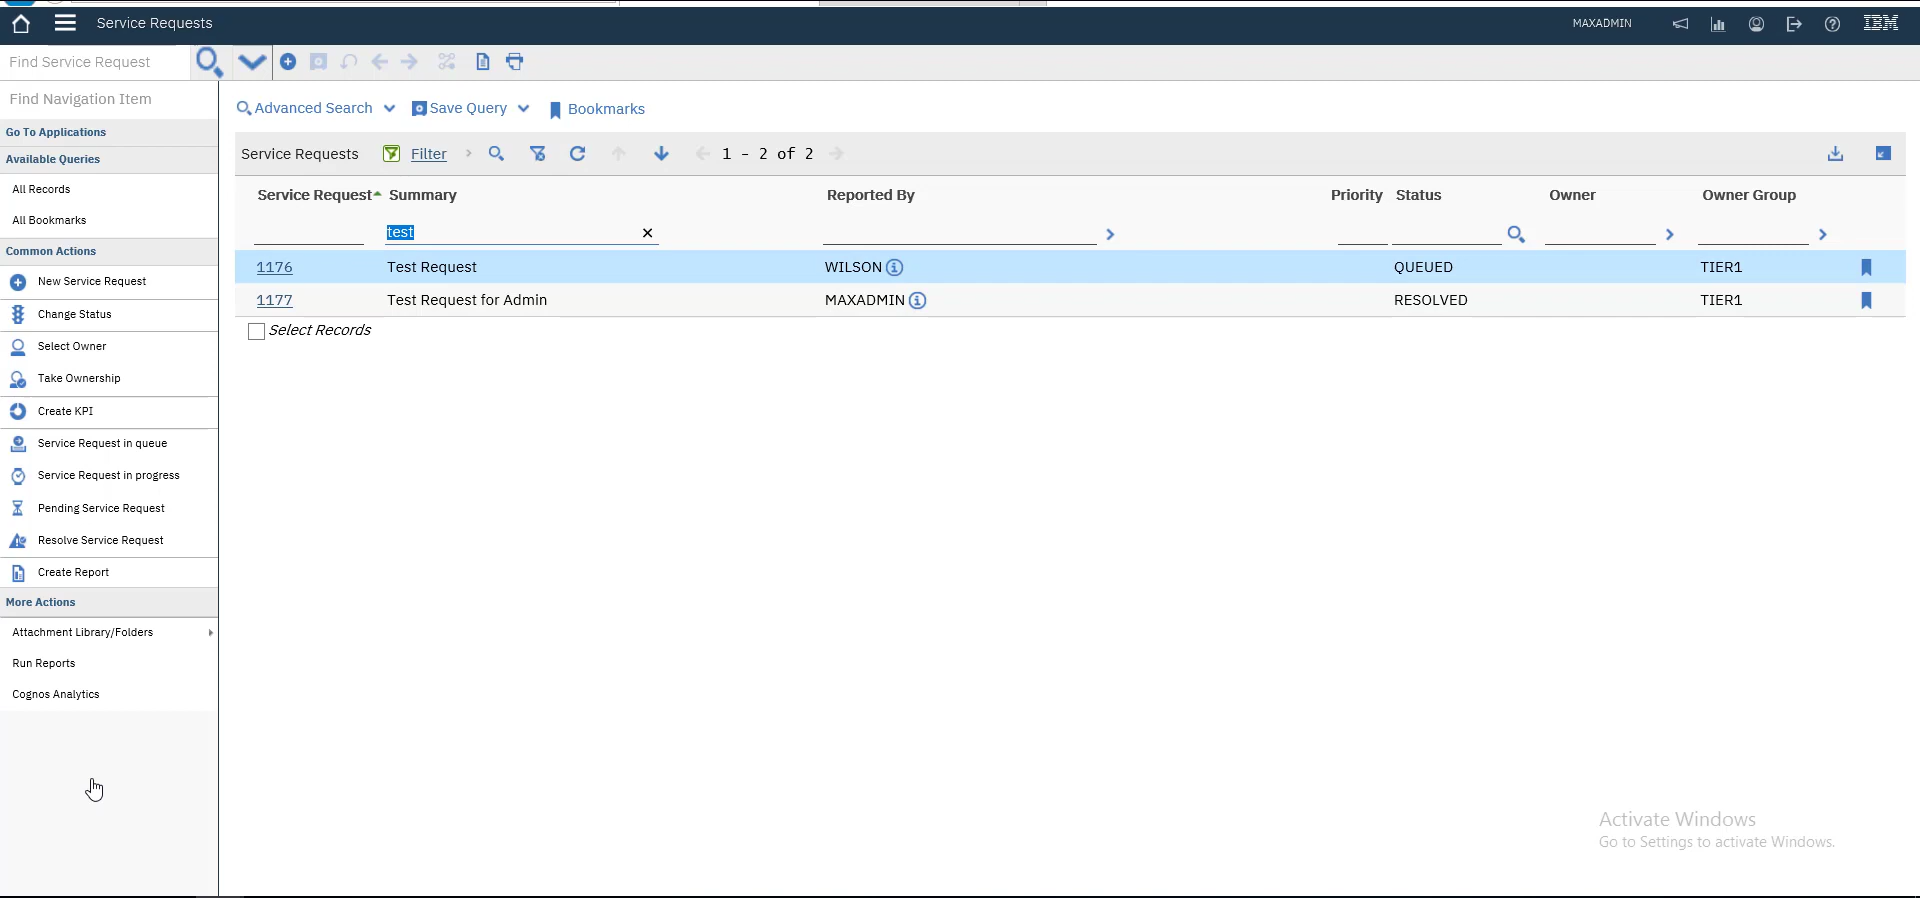 Service Requests
MAXADMIN
IBM
Find Service Request
Find Navigation Item
Go To Applications
Available Queries
All Records
All Bookmarks
Common Actions
New Service Request
Change Status
Select Owner
Take Ownership
Create KPI
Service Request in queue
Service Request in progress
Pending Service Request
Resolve Service Request
Create Report
More Actions
Attachment Library/Folders
Run Reports
Cognos Analytics
Advanced Search Save Query Bookmarks
Service Requests Filter 1 - 2 of 2
Service Request Summary Reported By Priority Status Owner Owner Group
test
1176 Test Request WILSON QUEUED TIER1
1177 Test Request for Admin MAXADMIN RESOLVED TIER1
Select Records
Activate Windows
Go to Settings to activate Windows.